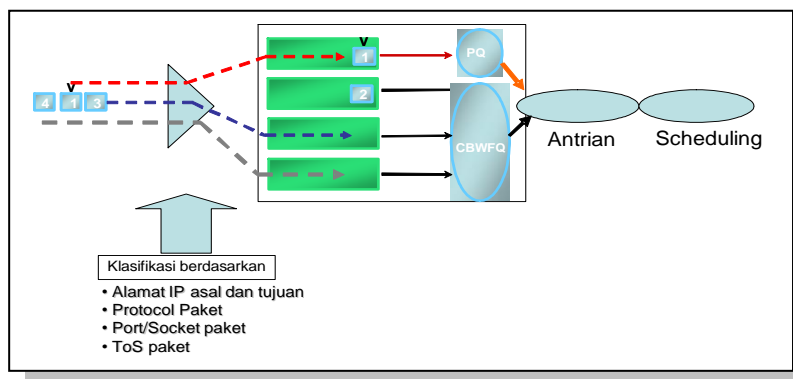 v
1
PQ
4
v
1
3
2
CBWFQ
Antrian
Scheduling
Klasifikasi berdasarkan
• Alamat IP asal dan tujuan
• Protocol Paket
• Port/Socket paket
• ToS paket